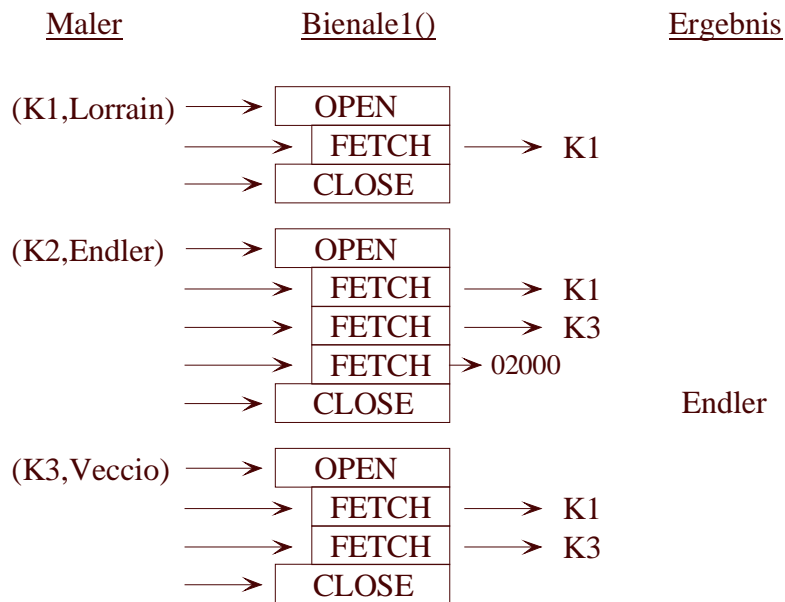 Maler Bienale1() Ergebnis
(K1,Lorrain) OPEN
FETCH K1
CLOSE
(K2,Endler) OPEN
FETCH K1
FETCH K3
FETCH 02000
CLOSE Endler
(K3,Veccio) OPEN
FETCH K1
FETCH K3
CLOSE